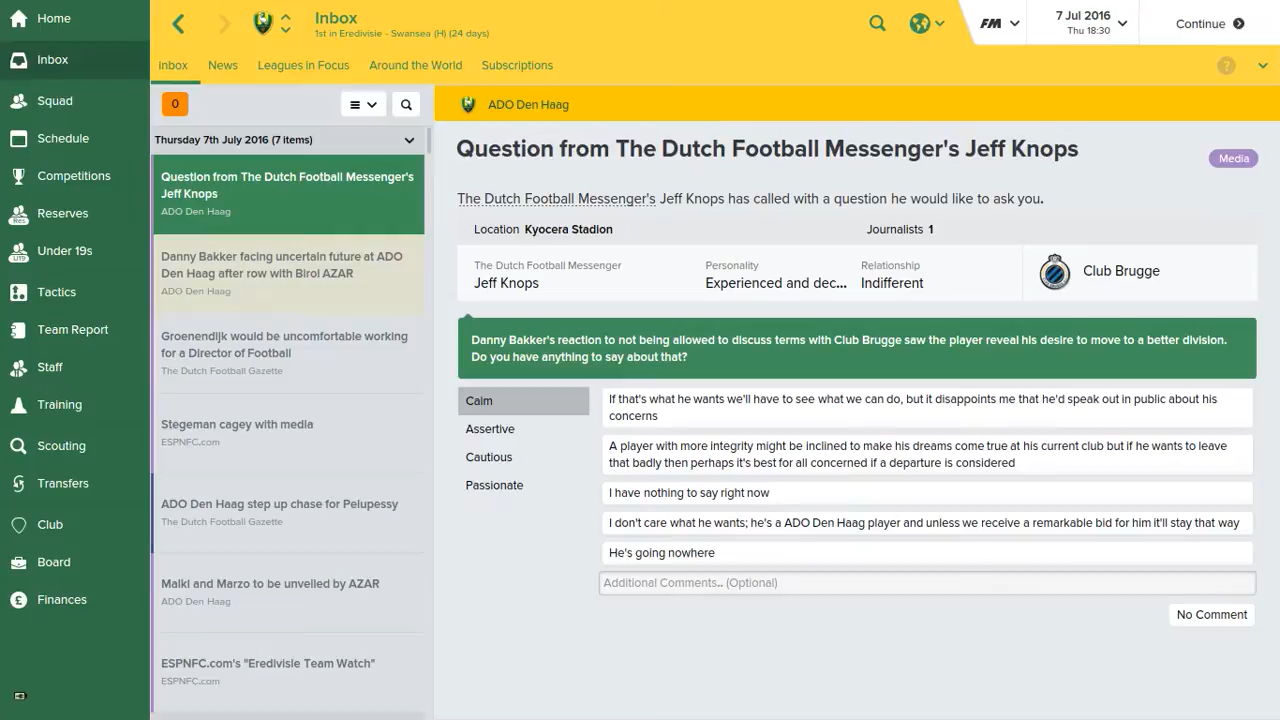 Home
Inbox
Squad
Schedule
Competitions
Reserves
Under 19s
Tactics
Team Report
Staff
Training
Scouting
Transfers
Club
Board
Finances
Inbox
1st in Eredivisie - Swansea (H) (24 days)
FM
7 Jul 2016
Thu 18:30
Continue
Inbox
News
Leagues in Focus
Around the World
Subscriptions
?
0
Thursday 7th July 2016 (7 items)
Question from The Dutch Football Messenger's
Jeff Knops
ADO Den Haag
Danny Bakker facing uncertain future at ADO
Den Haag after row with Birol AZAR
ADO Den Haag
Groenendijk would be uncomfortable working
for a Director of Football
The Dutch Football Gazette
Stegeman cagey with media
ESPNFC.com
ADO Den Haag step up chase for Pelupessy
The Dutch Football Gazette
Malki and Marzo to be unveiled by AZAR
ADO Den Haag
ESPNFC.com's "Eredivisie Team Watch"
ESPNFC.com
ADO Den Haag
Question from The Dutch Football Messenger's Jeff Knops
Media
The Dutch Football Messenger's Jeff Knops has called with a question he would like to ask you.
Location Kyocera Stadion
Journalists 1
The Dutch Football Messenger
Jeff Knops
Personality
Experienced and dec...
Relationship
Indifferent
Club Brugge
Danny Bakker's reaction to not being allowed to discuss terms with Club Brugge saw the player reveal his desire to move to a better division.
Do you have anything to say about that?
Calm
Assertive
Cautious
Passionate
If that's what he wants we'll have to see what we can do, but it disappoints me that he'd speak out in public about his
concerns
A player with more integrity might be inclined to make his dreams come true at his current club but if he wants to leave
that badly then perhaps it's best for all concerned if a departure is considered
I have nothing to say right now
I don't care what he wants; he's a ADO Den Haag player and unless we receive a remarkable bid for him it'll stay that way
He's going nowhere
Additional Comments.. (Optional)
No Comment